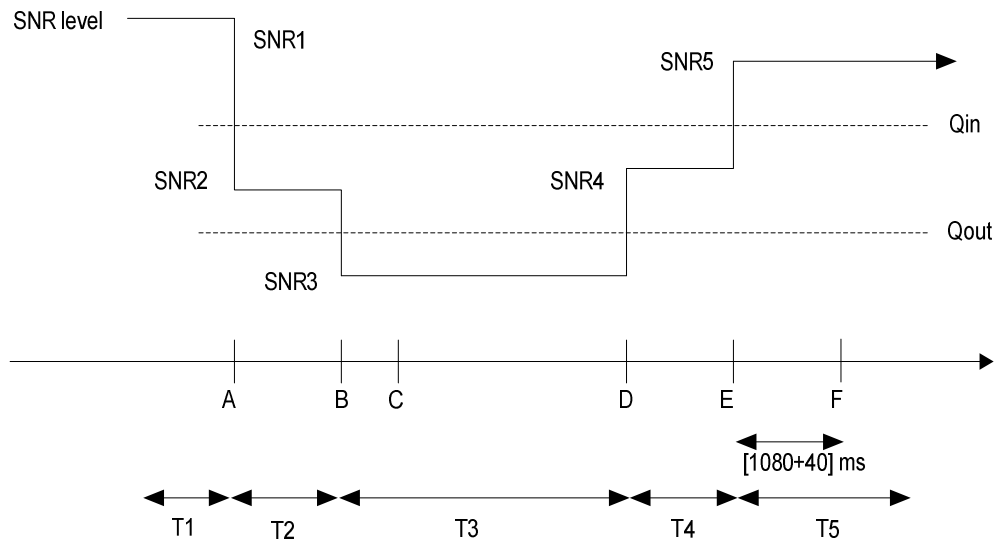 SNR level
SNR1
SNR5
Qin
SNR2
SNR4
Qout
SNR3
A
B
C
D
E
F
[1080+40] ms
T1
T2
T3
T4
T5